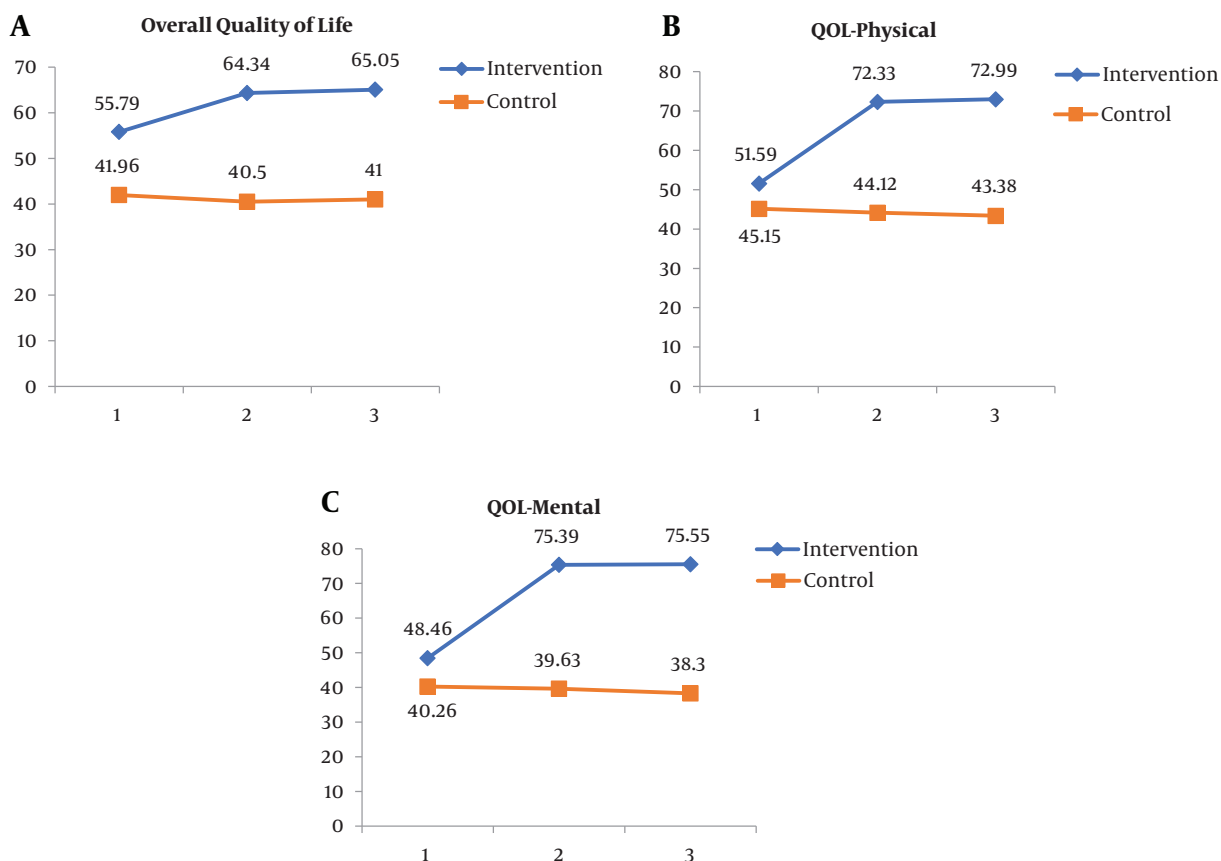 A
Overall Quality of Life
70
60
50
40
30
20
10
0
55.79
64.34
65.05
41.96
40.5
41
1 2 3
Intervention
Control
B
QOL-Physical
80
70
60
50
40
30
20
10
0
51.59
72.33
72.99
45.15
44.12
43.38
1 2 3
Intervention
Control
C
QOL-Mental
80
70
60
50
40
30
20
10
0
48.46
75.39
75.55
40.26
39.63
38.3
1 2 3
Intervention
Control